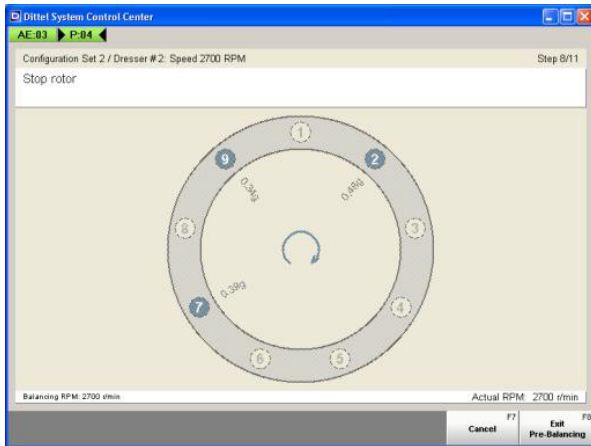 Dittel System Control Center
AE:03 P:04
Configuration Set 2 / Dresser #2: Speed 2700 RPM Step 8/11
Stop rotor
1
9 2
0,34g 0,48g
8 3
0,39g
7 4
6 5
Balancing RPM: 2700 r/min Actual RPM: 2700 r/min
F7 F8
Cancel Exit
Pre-Balancing